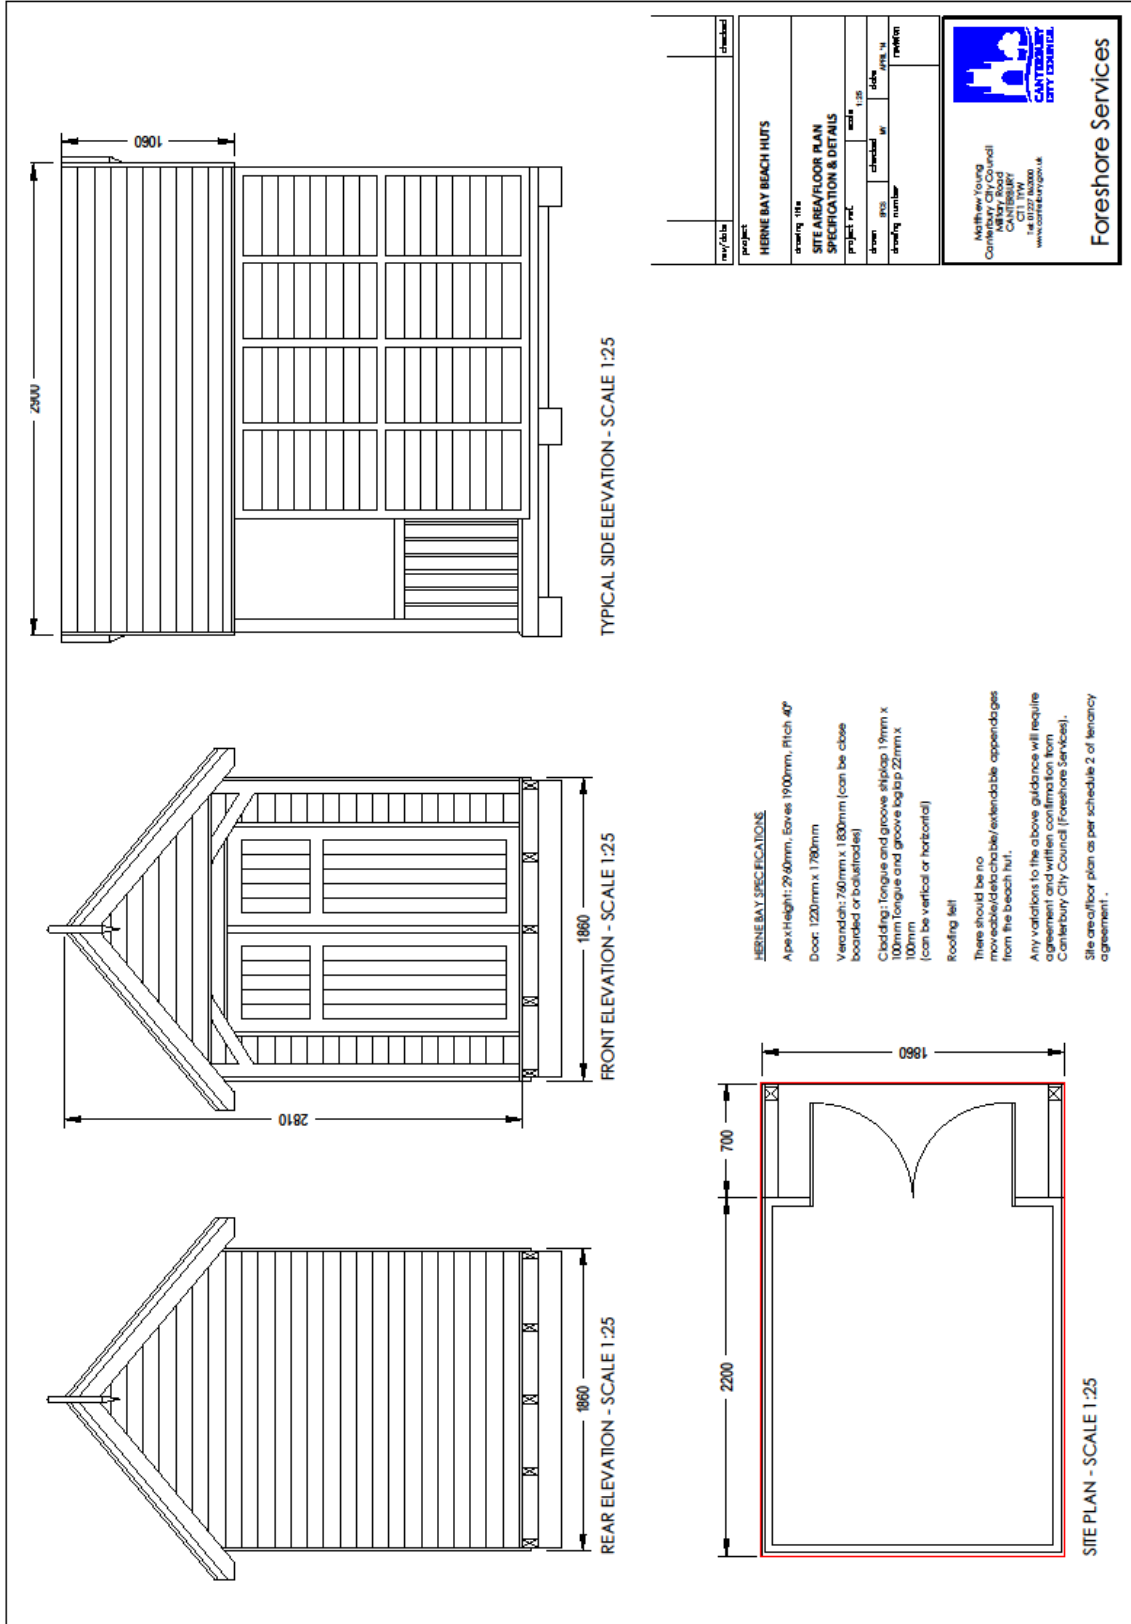 2900
1060
TYPICAL SIDE ELEVATION - SCALE 1:25
2810
1860
FRONT ELEVATION - SCALE 1:25
1860
REAR ELEVATION - SCALE 1:25
2200
700
1860
SITE PLAN - SCALE 1:25
HERNE BAY SPECIFICATIONS
Apex Height: 2960mm, Eaves 1900mm, Pitch 40º
Door: 1220mm x 1780mm
Verandah: 760mm x 1830mm (can be close
boarded or balustrades)
Cladding: Tongue and groove shiplap 19mm x
100mm Tongue and groove loglap 22mm x
100mm
(can be vertical or horizontal)
Roofing felt
There should be no
moveable/detachable/extendable appendages
from the beach hut.
Any variations to the above guidance will require
agreement and written confirmation from
Canterbury City Council (Foreshore Services).
Site area/floor plan as per schedule 2 of tenancy
agreement.
rev/date
checked
project
HERNE BAY BEACH HUTS
drawing title
SITE AREA/FLOOR PLAN
SPECIFICATION & DETAILS
project ref.
scale 1:25
drawn
checked MY
date
drawing number
revision
CANTERBURY
CITY COUNCIL
Matthew Young
Canterbury City Council
Military Road
CANTERBURY
CT1 1YW
Tel: 01227 862000
www.canterbury.gov.uk
Foreshore Services